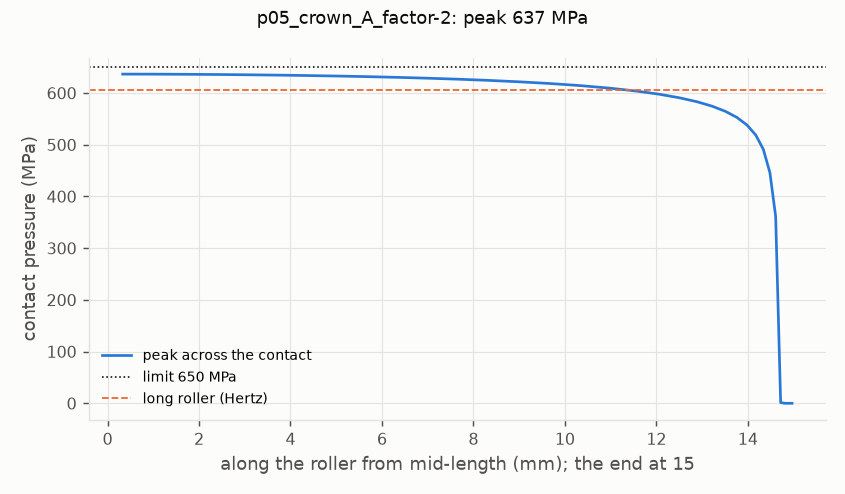 p05_crown_A_factor-2: peak 637 MPa
contact pressure (MPa)
600
500
400
300
200
100
0
peak across the contact
limit 650 MPa
long roller (Hertz)
0 2 4 6 8 10 12 14
along the roller from mid-length (mm); the end at 15